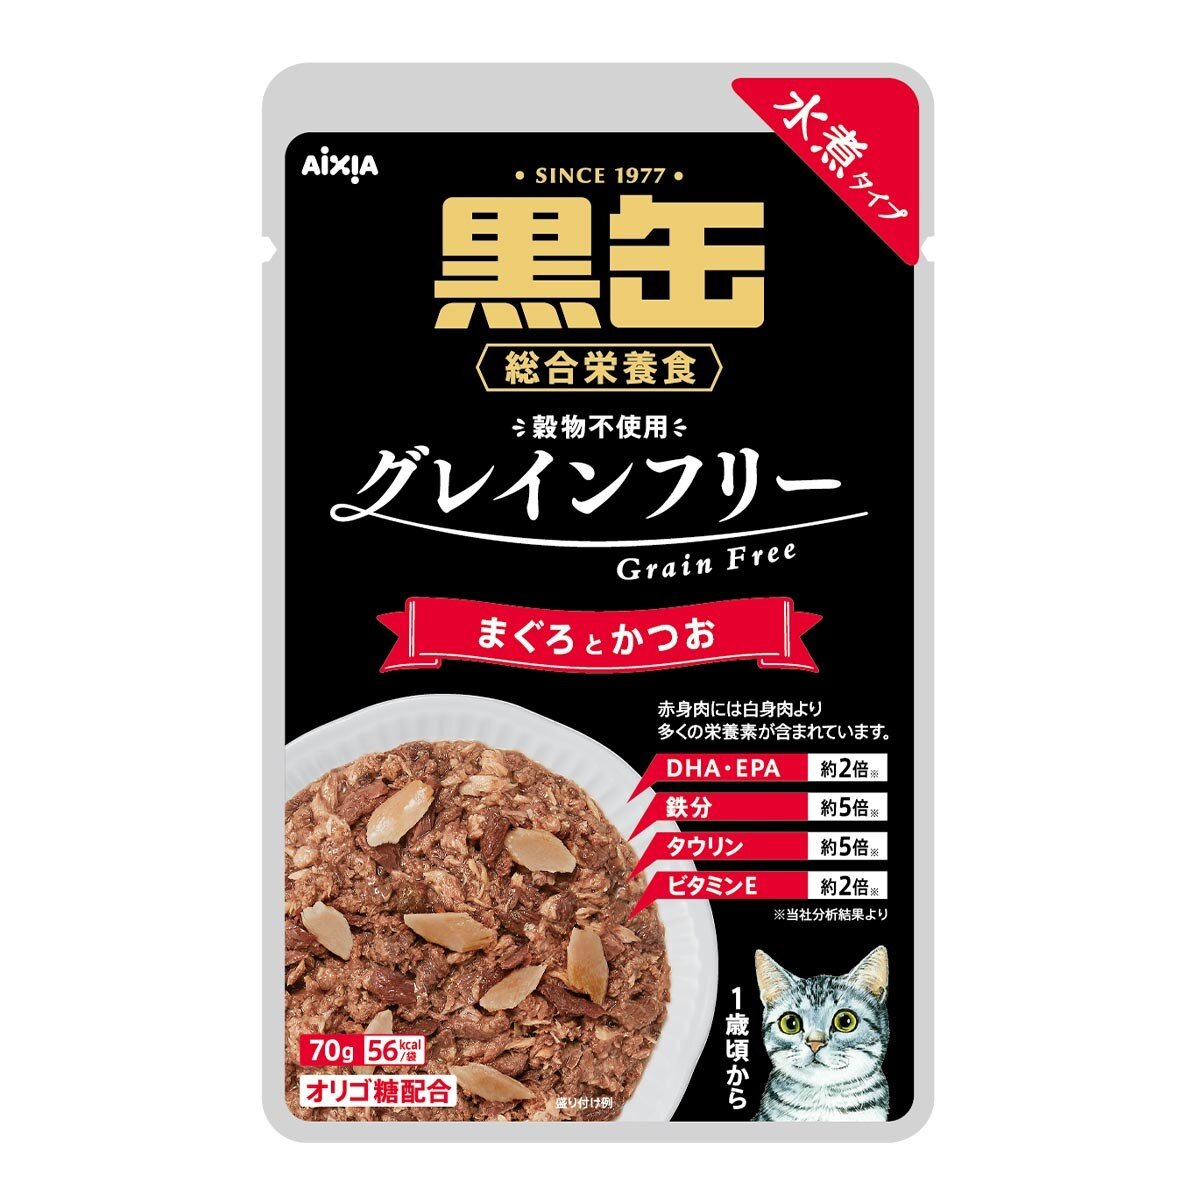 AIXIA
水煮タイプ
• SINCE 1977 •
黒缶
総合栄養食
穀物不使用
グレインフリー
Grain Free
まぐろとかつお
赤身肉には白身肉より
多くの栄養素が含まれています。
DHA・EPA 約2倍※
鉄分 約5倍※
タウリン 約5倍※
ビタミンE 約2倍※
※当社分析結果より
1歳頃から
70g 56kcal/袋
オリゴ糖配合
盛り付け例